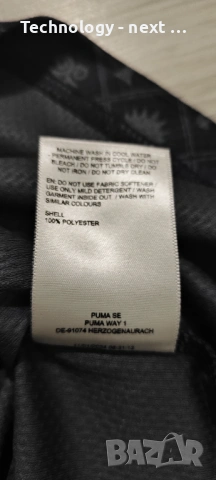 Technology - next ...
MACHINE WASH IN COOL WATER
PERMANENT PRESS CYCLE / DO NOT
BLEACH / DO NOT TUMBLE DRY / DO
NOT IRON / DO NOT DRY CLEAN
EN: DO NOT USE FABRIC SOFTENER /
USE ONLY MILD DETERGENT / WASH
GARMENT INSIDE OUT / WASH WITH
SIMILAR COLOURS
SHELL
100% POLYESTER
PUMA SE
PUMA WAY 1
DE-91074 HERZOGENAURACH
BAZAR
bg